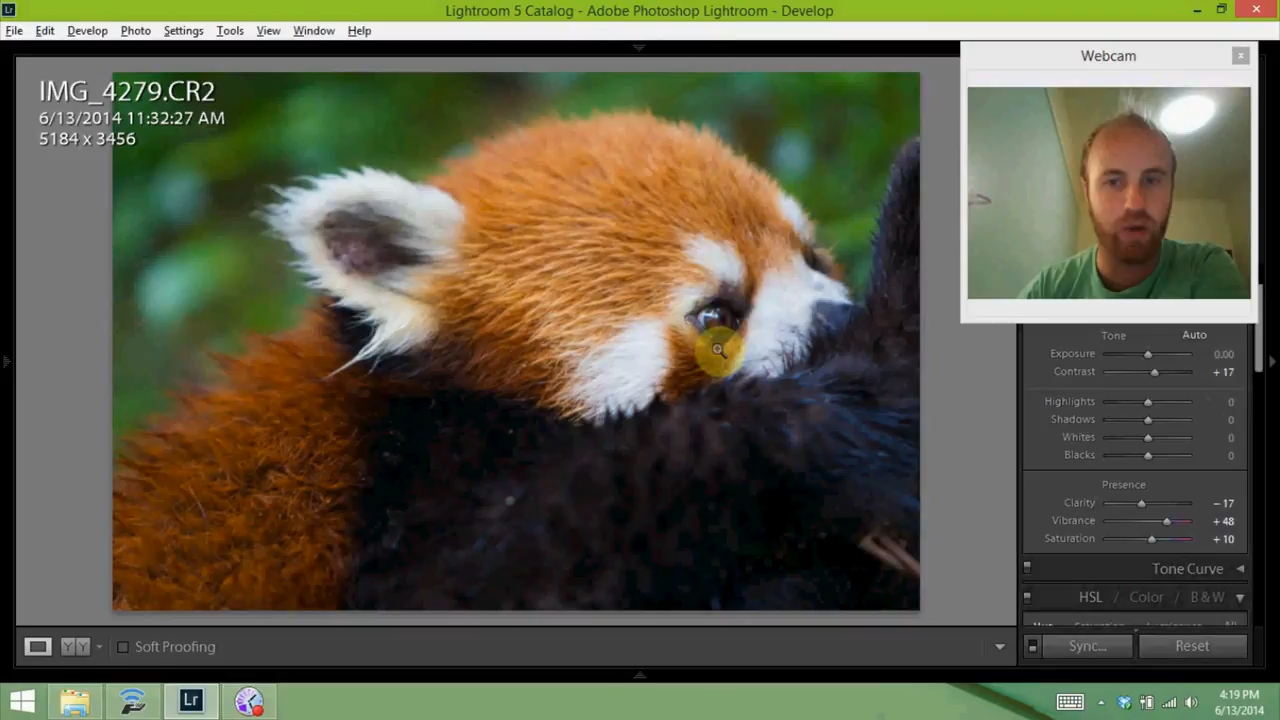 Lr
Lightroom 5 Catalog - Adobe Photoshop Lightroom - Develop
File Edit Develop Photo Settings Tools View Window Help
Webcam x
IMG_4279.CR2
6/13/2014 11:32:27 AM
5184 x 3456
Tone Auto
Exposure 0.00
Contrast + 17
Highlights 0
Shadows 0
Whites 0
Blacks 0
Presence
Clarity – 17
Vibrance + 48
Saturation + 10
Tone Curve
HSL / Color / B & W
Y Y Soft Proofing
Sync... Reset
Lr
4:19 PM
6/13/2014